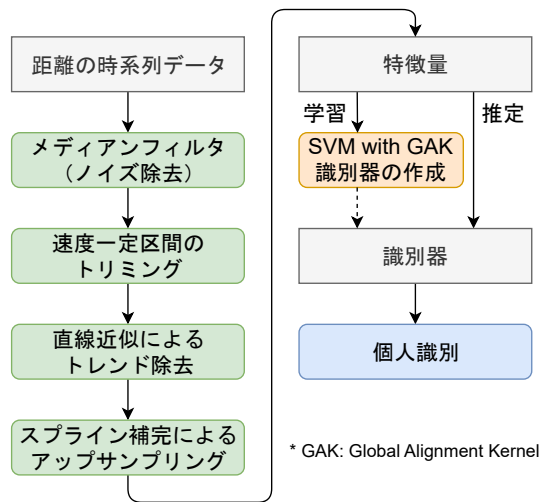 距離の時系列データ
メディアンフィルタ
（ノイズ除去）
速度一定区間の
トリミング
直線近似による
トレンド除去
スプライン補完による
アップサンプリング
特徴量
学習
推定
SVM with GAK
識別器の作成
識別器
個人識別
* GAK: Global Alignment Kernel